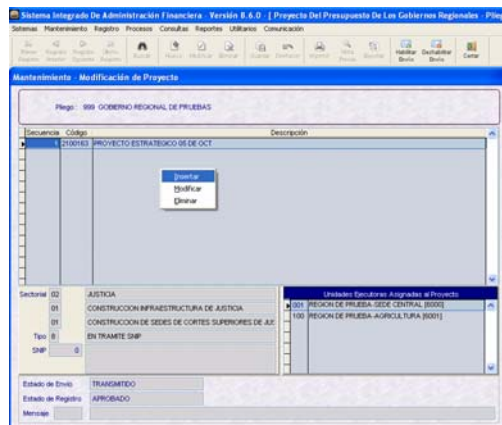 Sistema Integrado De Administración Financiera - Versión 8.6.0 - [ Proyecto Del Presupuesto De Los Gobiernos Regionales - Plieg
Sistemas Mantenimiento Registro Procesos Consultas Reportes Utilitarios Comunicación
Habilitar Envío Deshabilitar Envío Cerrar
Mantenimiento - Modificación de Proyecto
Pliego: 999 GOBIERNO REGIONAL DE PRUEBAS
Secuencia Código Descripción
1 2100163 PROYECTO ESTRATEGICO 05 DE OCT
Insertar
Modificar
Eliminar
Sectorial 02 JUSTICIA
01 CONSTRUCCION INFRAESTRUCTURA DE JUSTICIA
01 CONSTRUCCION DE SEDES DE CORTES SUPERIORES DE JUS
Tipo 8 EN TRAMITE SNIP
SNIP 0
Unidades Ejecutoras Asignadas al Proyecto
001 REGION DE PRUEBA-SEDE CENTRAL [6000]
100 REGION DE PRUEBA-AGRICULTURA [6001]
Estado de Envío TRANSMITIDO
Estado de Registro APROBADO
Mensaje